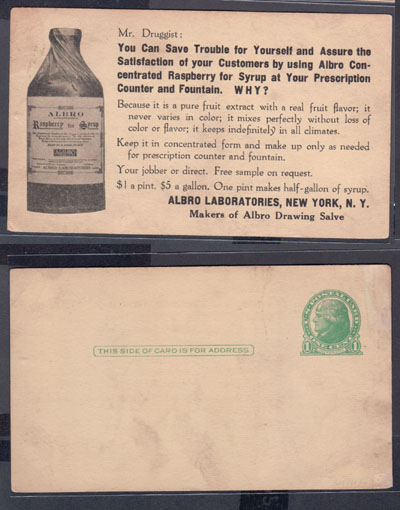 Mr. Druggist:
You Can Save Trouble for Yourself and Assure the
Satisfaction of your Customers by using Albro Con-
centrated Raspberry for Syrup at Your Prescription
Counter and Fountain. WHY?
Because it is a pure fruit extract with a real fruit flavor; it
never varies in color; it mixes perfectly without loss of
color or flavor; it keeps indefinitely in all climates.
Keep it in concentrated form and make up only as needed
for prescription counter and fountain.
Your jobber or direct. Free sample on request.
$1 a pint. $5 a gallon. One pint makes half-gallon of syrup.
ALBRO LABORATORIES, NEW YORK, N. Y.
Makers of Albro Drawing Salve
ALBRO
Raspberry for Syrup
THIS SIDE OF CARD IS FOR ADDRESS
U.S. POSTAL CARD
1 1